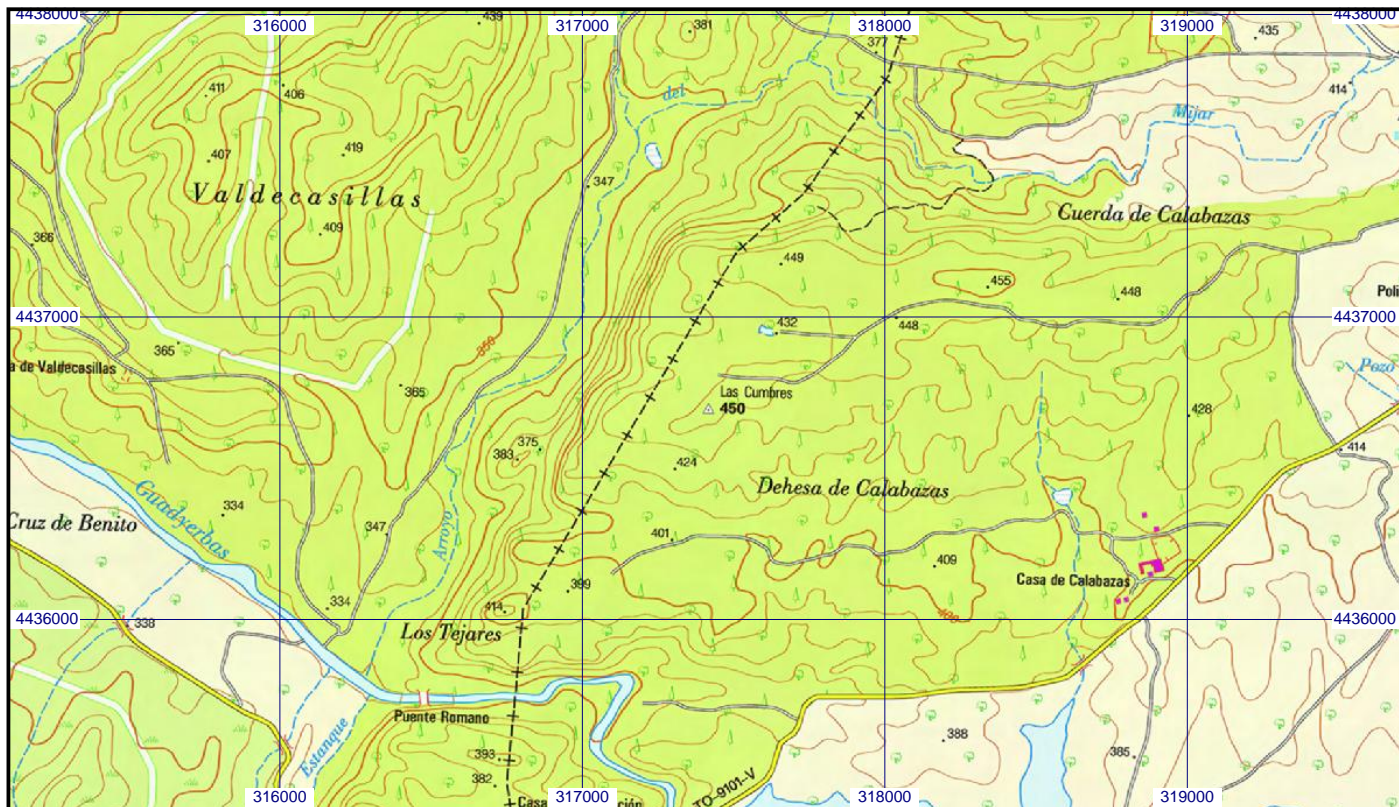 4438000
316000
317000
318000
319000
4438000
439
381
377
435
411
406
del
414
Mijar
407
419
347
Valdecasillas
Cuerda de Calabazas
409
366
449
455
448
Poli
4437000
432
448
4437000
365
350
a de Valdecasillas
Pozo
365
Las Cumbres
450
428
375
383
414
424
Dehesa de Calabazas
Guadyerbas
334
Cruz de Benito
347
Arroyo
401
409
Casa de Calabazas
399
334
414
400
338
4436000
4436000
Los Tejares
Puente Romano
Estanque
388
393
385
382
TO-9101-V
316000
317000
318000
319000
Casa
ción